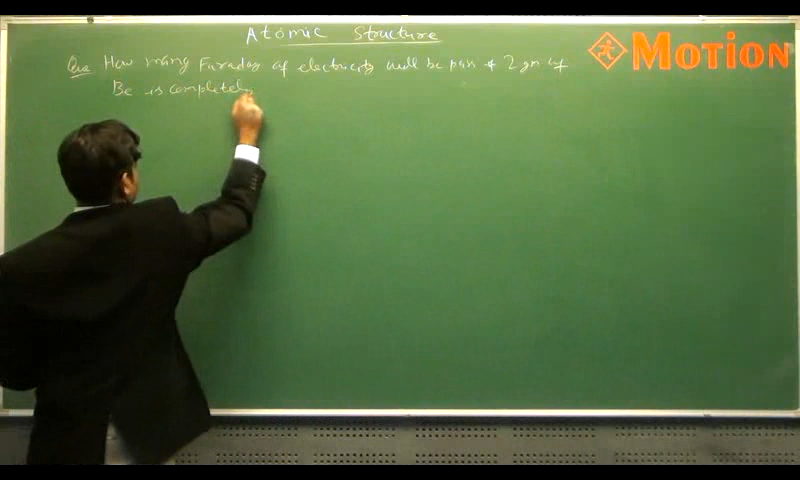 Atomic Structure
MOTION
Que How many Faraday of electricity will be pass if 2 gm of
Be is completely